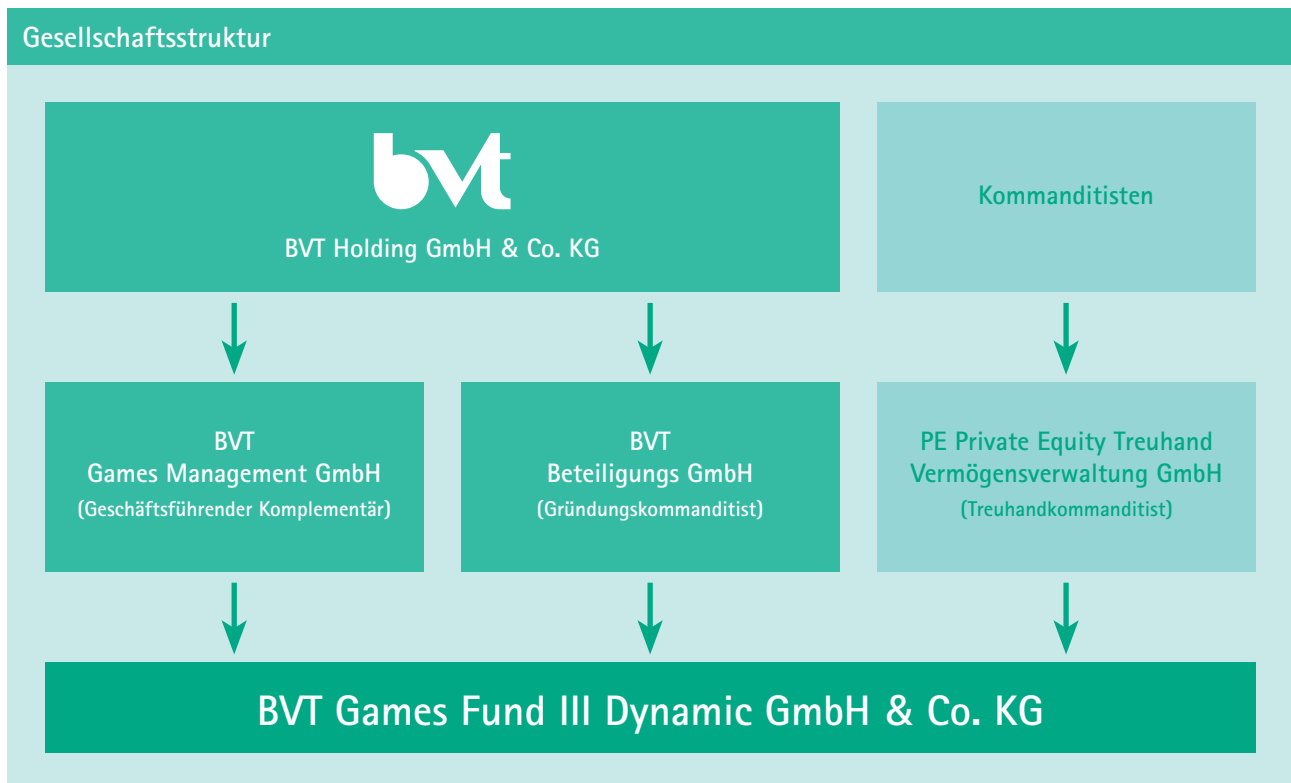 Gesellschaftsstruktur
bvt
BVT Holding GmbH & Co. KG
Kommanditisten
BVT
Games Management GmbH
(Geschäftsführender Komplementär)
BVT
Beteiligungs GmbH
(Gründungskommanditist)
PE Private Equity Treuhand
Vermögensverwaltung GmbH
(Treuhandkommanditist)
BVT Games Fund III Dynamic GmbH & Co. KG